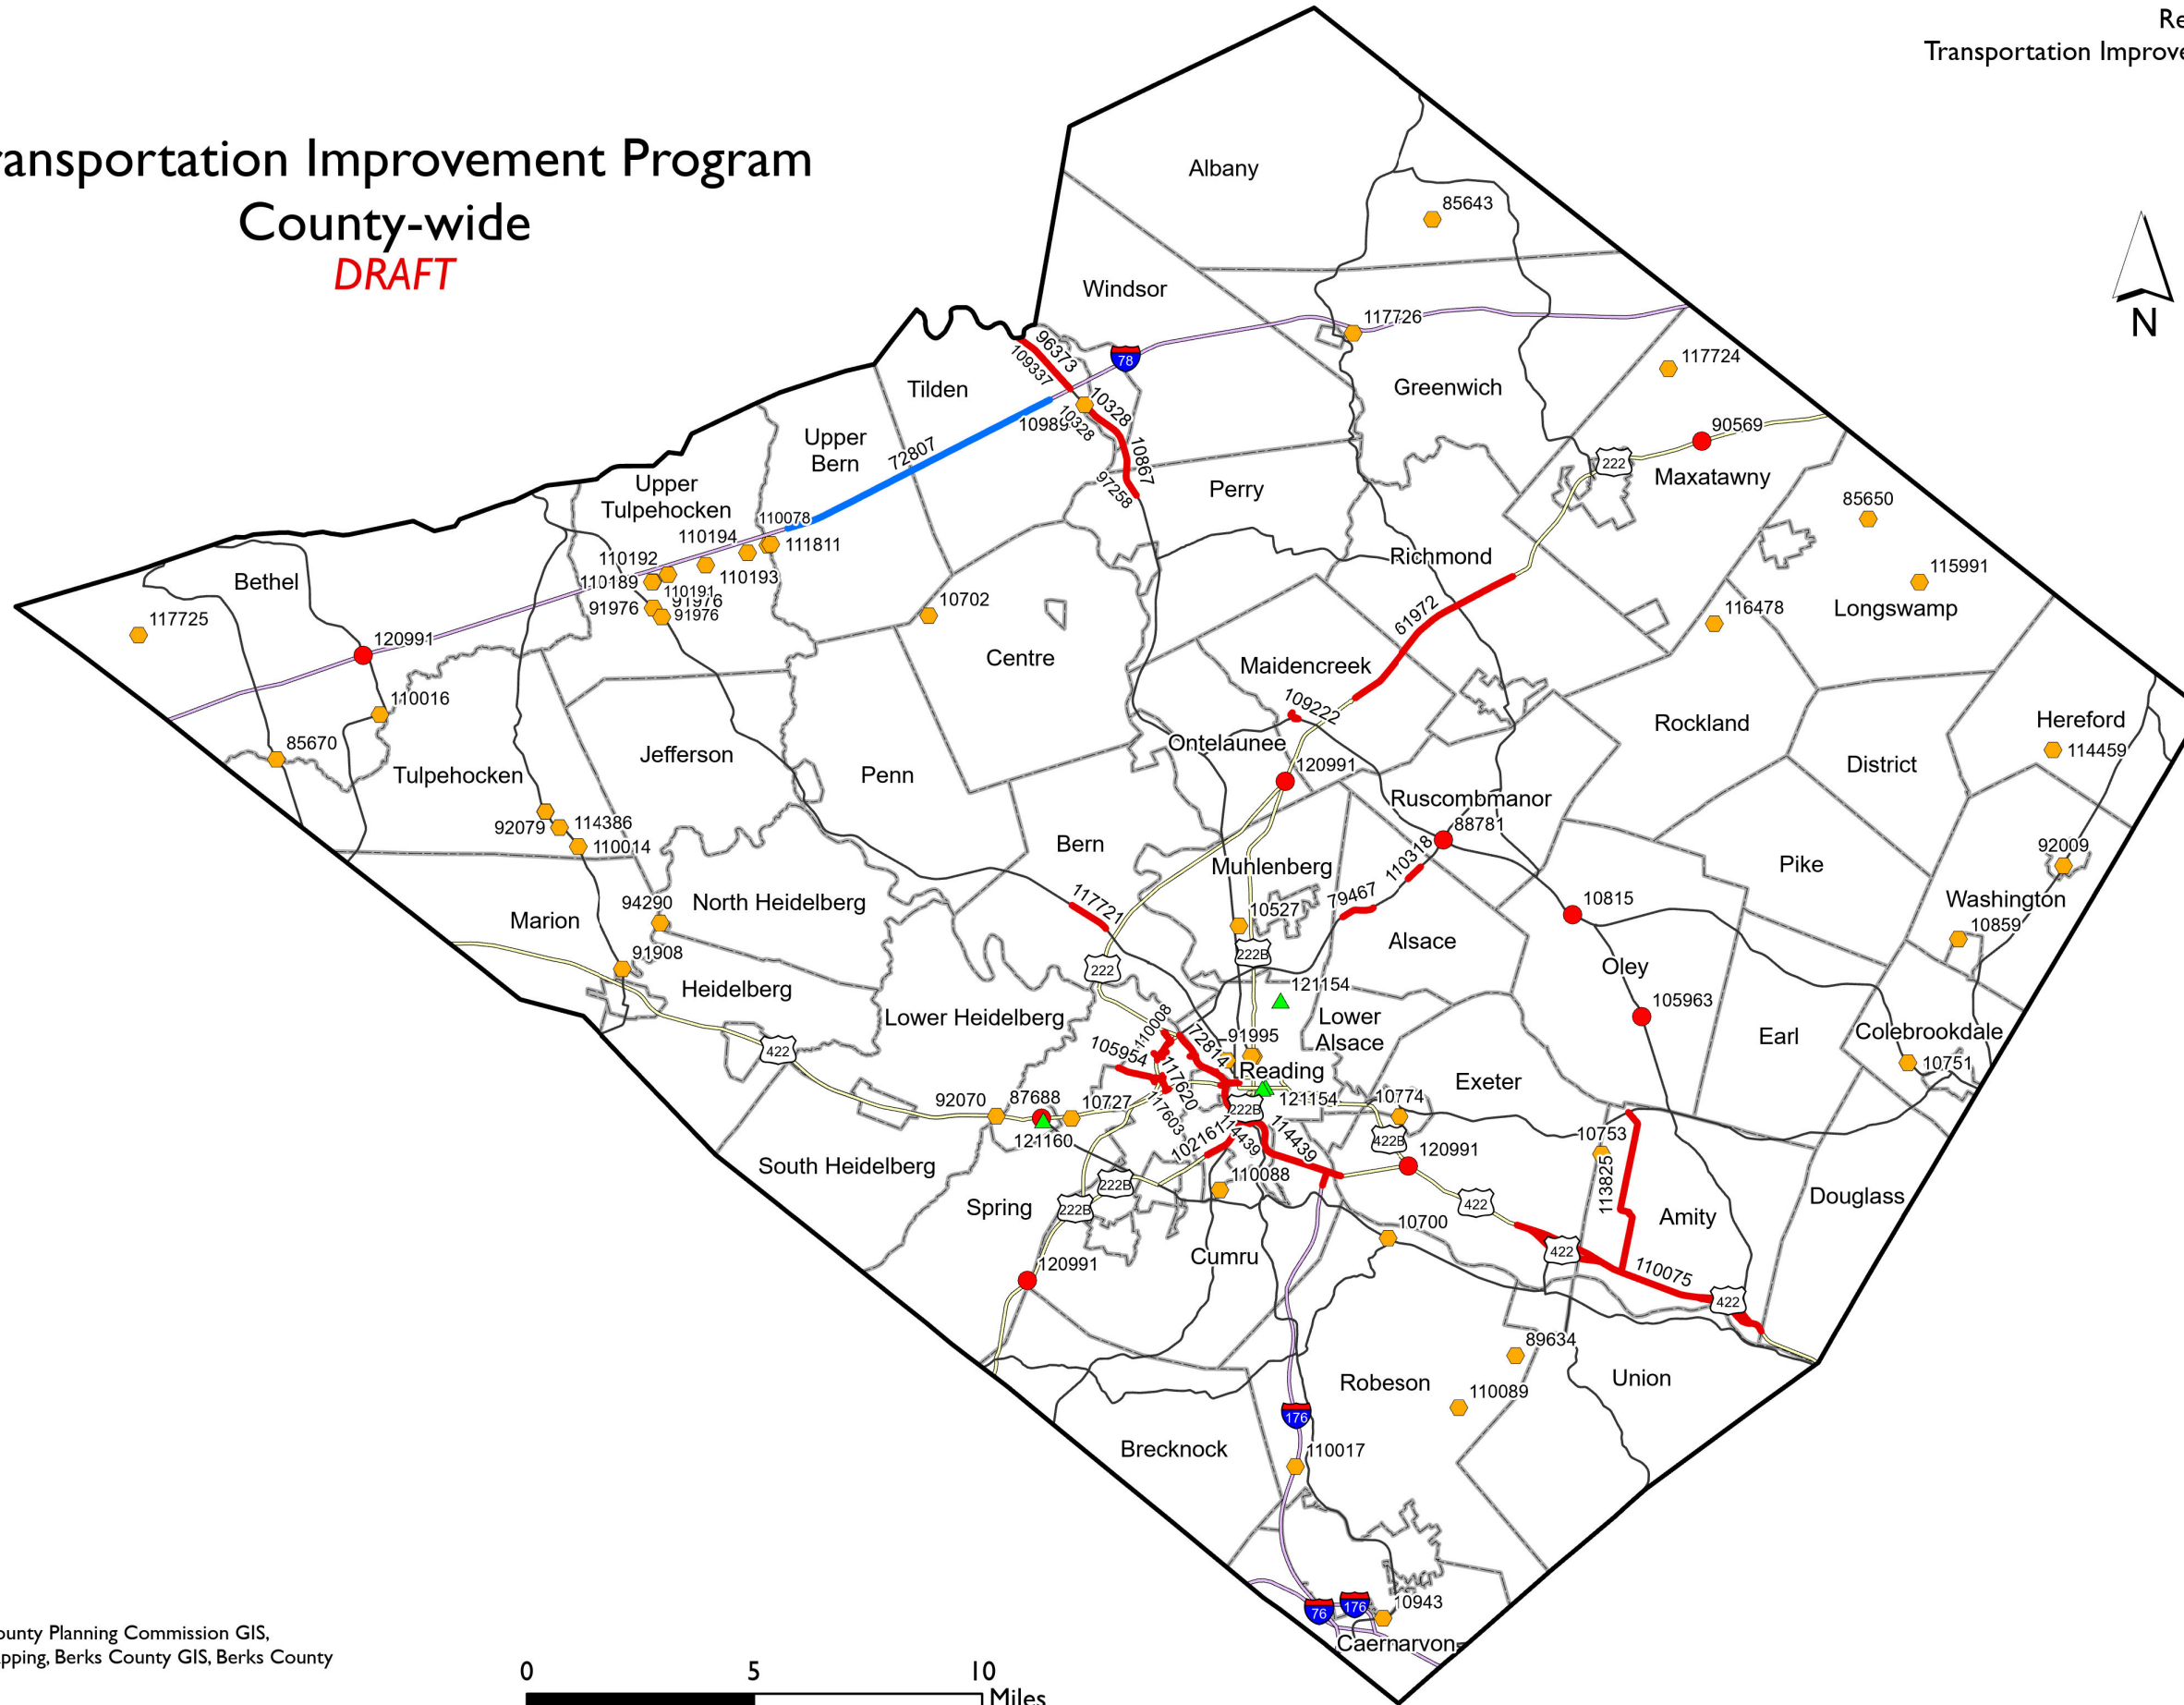 Re
Transportation Improve
ransportation Improvement Program
County-wide
DRAFT
N
Albany
85643
Windsor
117726
78
96373
109337
117724
Tilden
Greenwich
10328
10989
10328
90569
Upper
Bern
72807
10867
222
Maxatawny
97258
Perry
85650
Upper
Tulpehocken
110078
110194
111811
110192
Richmond
110193
110189
110191
91976
91976
91976
Bethel
115991
10702
Longswamp
116478
117725
61972
120991
Centre
Maidencreek
110016
109222
Rockland
Hereford
85670
Ontelaunee
114459
Jefferson
120991
District
Tulpehocken
Penn
Ruscombmanor
92079
114386
88781
110014
Bern
92009
Muhlenberg
110318
Pike
94290
North Heidelberg
117721
79467
10815
Washington
Marion
10527
10859
Alsace
91908
222B
222
Oley
Heidelberg
121154
105963
Lower Heidelberg
Lower
Alsace
Earl
Colebrookdale
110008
72814
91995
422
105954
10751
Reading
117620
Exeter
92070
87688
10727
117603
121154
10774
222B
121160
114439
114439
422B
10753
102161
120991
South Heidelberg
110088
113825
222B
Douglass
Spring
222B
422
Amity
10700
Cumru
422
120991
110075
422
89634
Robeson
Union
110089
176
Brecknock
110017
76
176
10943
Caernarvon
ounty Planning Commission GIS,
pping, Berks County GIS, Berks County
0 5 10
Miles